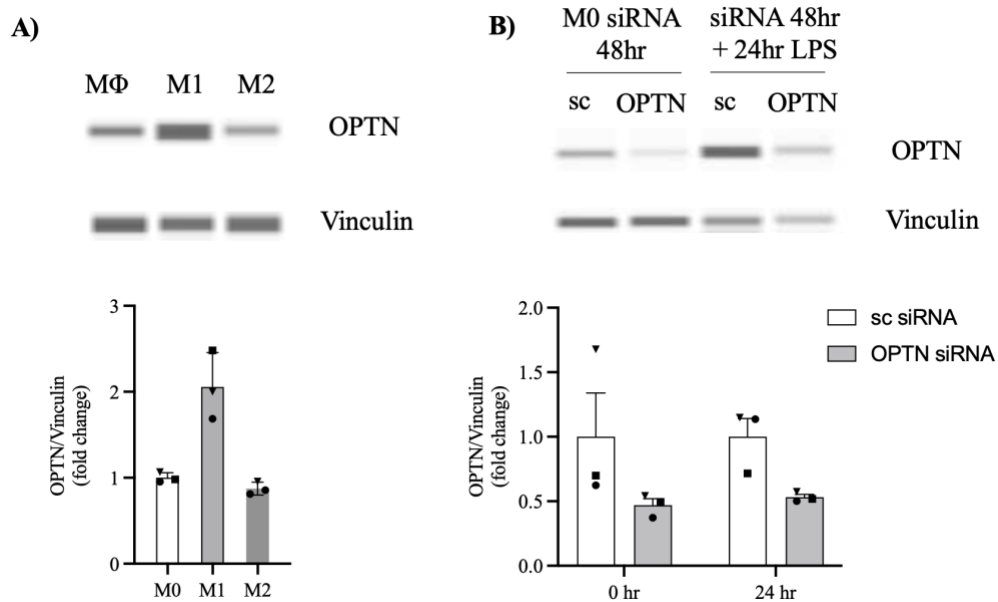 A)
MΦ M1 M2
OPTN
Vinculin
3
2
1
0
OPTN/Vinculin
(fold change)
M0 M1 M2
B)
M0 siRNA
48hr
siRNA 48hr
+ 24hr LPS
sc OPTN sc OPTN
OPTN
Vinculin
2.0
1.5
1.0
0.5
0.0
OPTN/Vinculin
(fold change)
0 hr 24 hr
sc siRNA
OPTN siRNA